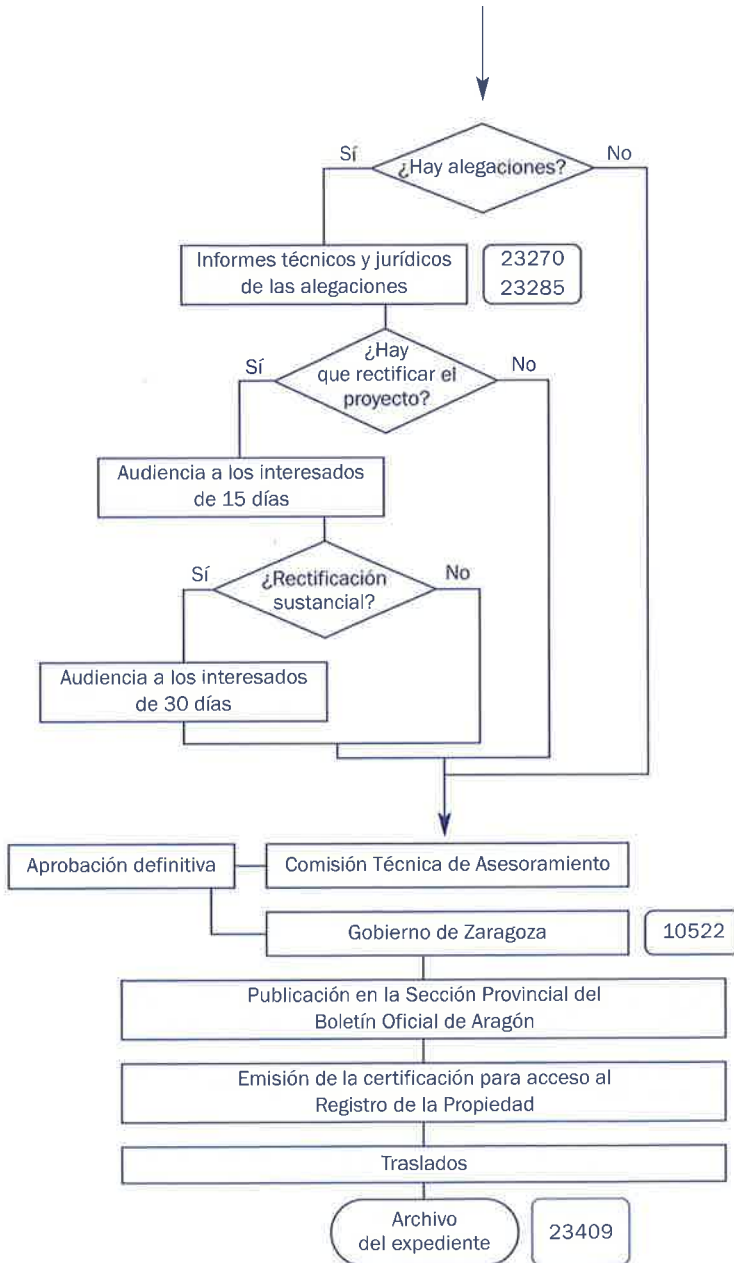 Sí
¿Hay alegaciones?
No
Informes técnicos y jurídicos
de las alegaciones
23270
23285
Sí
¿Hay
que rectificar el
proyecto?
No
Audiencia a los interesados
de 15 días
Sí
¿Rectificación
sustancial?
No
Audiencia a los interesados
de 30 días
Aprobación definitiva
Comisión Técnica de Asesoramiento
Gobierno de Zaragoza
10522
Publicación en la Sección Provincial del
Boletín Oficial de Aragón
Emisión de la certificación para acceso al
Registro de la Propiedad
Traslados
Archivo
del expediente
23409